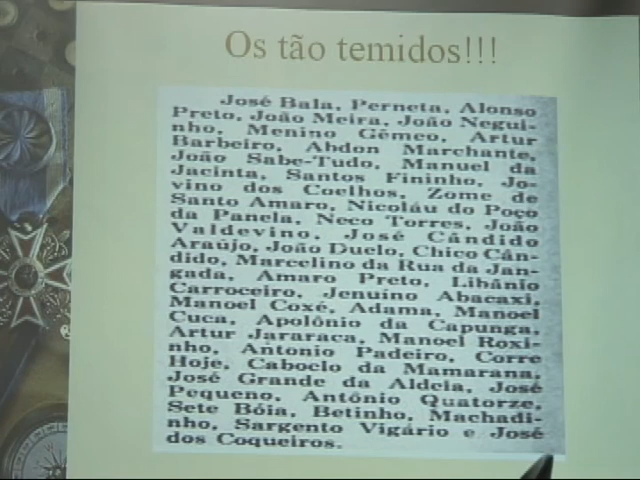 Os tão temidos!!!
José Bala, Perneta, Alonso
Preto, João Meira, João Negui-
nho, Menino Gêmeo, Artur
Barbeiro, Abdon Marchante,
João Sabe-Tudo, Manuel da
Jacinta, Santos Fininho, Jo-
vino dos Coelhos, Zome de
Santo Amaro, Nicoláu do Poço
da Panela, Neco Torres, João
Valdevino, José Cândido
Araújo, João Duelo, Chico Cân-
dido, Marcelino da Rua da Jan-
gada, Amaro Preto, Libânio
Carroceiro, Jenuíno Abacaxi,
Manoel Coxé, Adama, Manoel
Cuca, Apolônio da Capunga,
Artur Jararaca, Manoel Roxi-
nho, Antonio Padeiro, Corre
Hoje, Caboclo da Mamarana,
José Grande da Aldeia, José
Pequeno, Antônio Quatorze,
Sete Bóia, Betinho, Machadi-
nho, Sargento Vigário e José
dos Coqueiros.